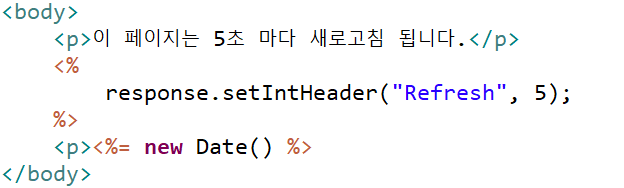 <body>
<p>이 페이지는 5초 마다 새로고침 됩니다.</p>
<%
response.setIntHeader("Refresh", 5);
%>
<p><%= new Date() %>
</body>